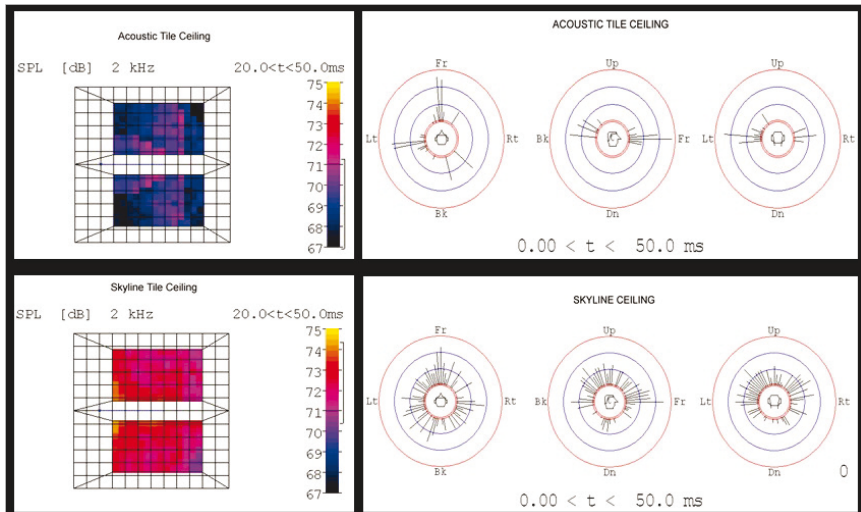 Acoustic Tile Ceiling
SPL [dB] 2 kHz 20.0<t<50.0ms
75
74
73
72
71
70
69
68
67
ACOUSTIC TILE CEILING
Fr Up Up
Lt Rt Bk Fr Lt Rt
Bk Dn Dn
0.00 < t < 50.0 ms
Skyline Tile Ceiling
SPL [dB] 2 kHz 20.0<t<50.0ms
75
74
73
72
71
70
69
68
67
SKYLINE CEILING
Fr Up Up
Lt Rt Bk Fr Lt Rt
Bk Dn Dn
O
0.00 < t < 50.0 ms